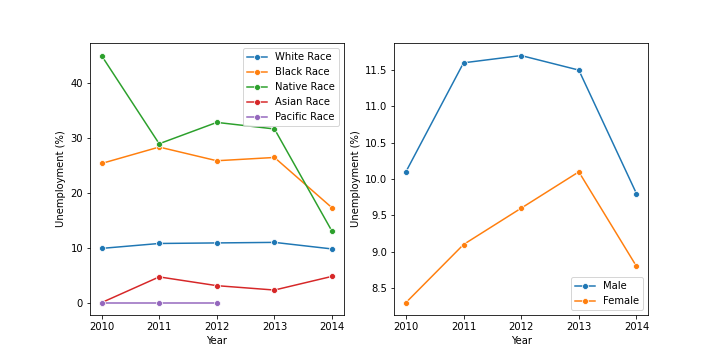 White Race
Black Race
Native Race
Asian Race
Pacific Race
Unemployment (%)
40
30
20
10
0
2010 2011 2012 2013 2014
Year
Unemployment (%)
11.5
11.0
10.5
10.0
9.5
9.0
8.5
Male
Female
2010 2011 2012 2013 2014
Year